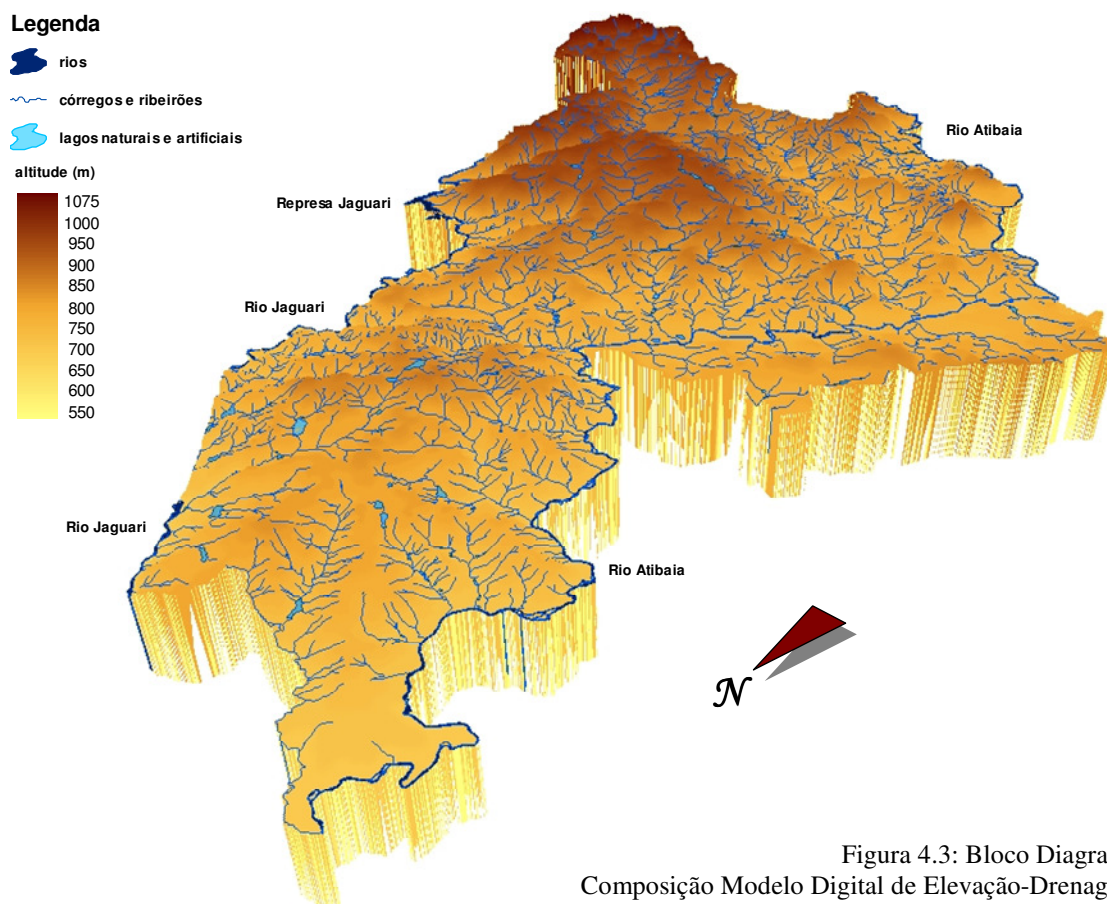 Legenda
rios
córregos e ribeirões
lagos naturais e artificiais
altitude (m)
1075
1000
950
900
800
750
700
650
600
550
Rio Atibaia
Represa Jaguari
Rio Jaguari
Rio Jaguari
Rio Atibaia
N
Figura 4.3: Bloco Diagra
Composição Modelo Digital de Elevação-Drenag